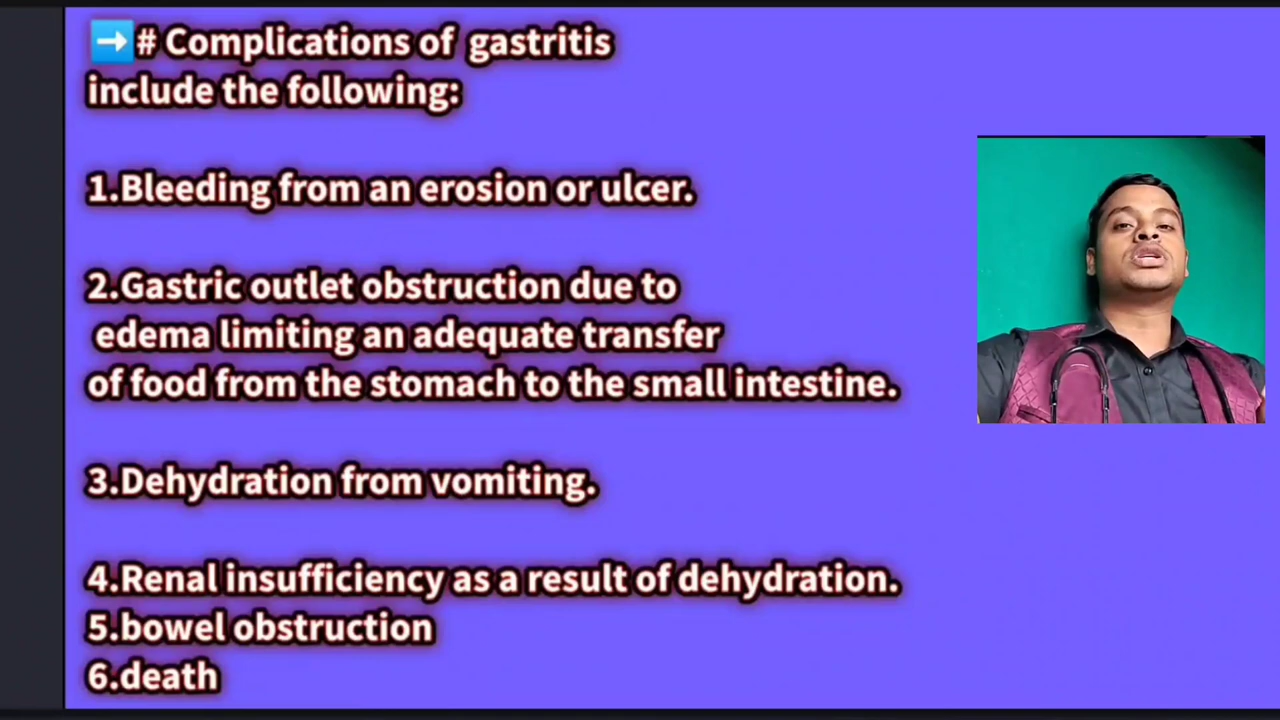 ➡️# Complications of gastritis
include the following:
1.Bleeding from an erosion or ulcer.
2.Gastric outlet obstruction due to
edema limiting an adequate transfer
of food from the stomach to the small intestine.
3.Dehydration from vomiting.
4.Renal insufficiency as a result of dehydration.
5.bowel obstruction
6.death